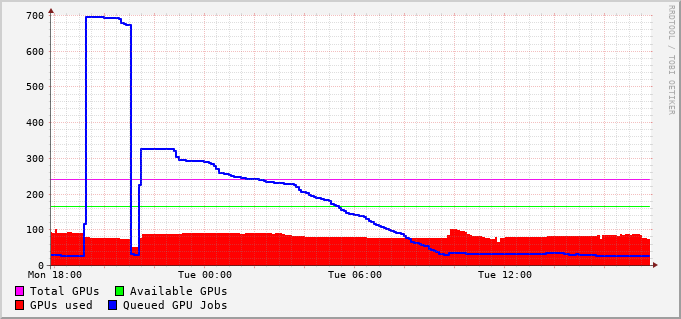 700
600
500
400
300
200
100
0
Mon 18:00 Tue 00:00 Tue 06:00 Tue 12:00
Total GPUs Available GPUs
GPUs used Queued GPU Jobs
RRDTOOL / TOBI OETIKER